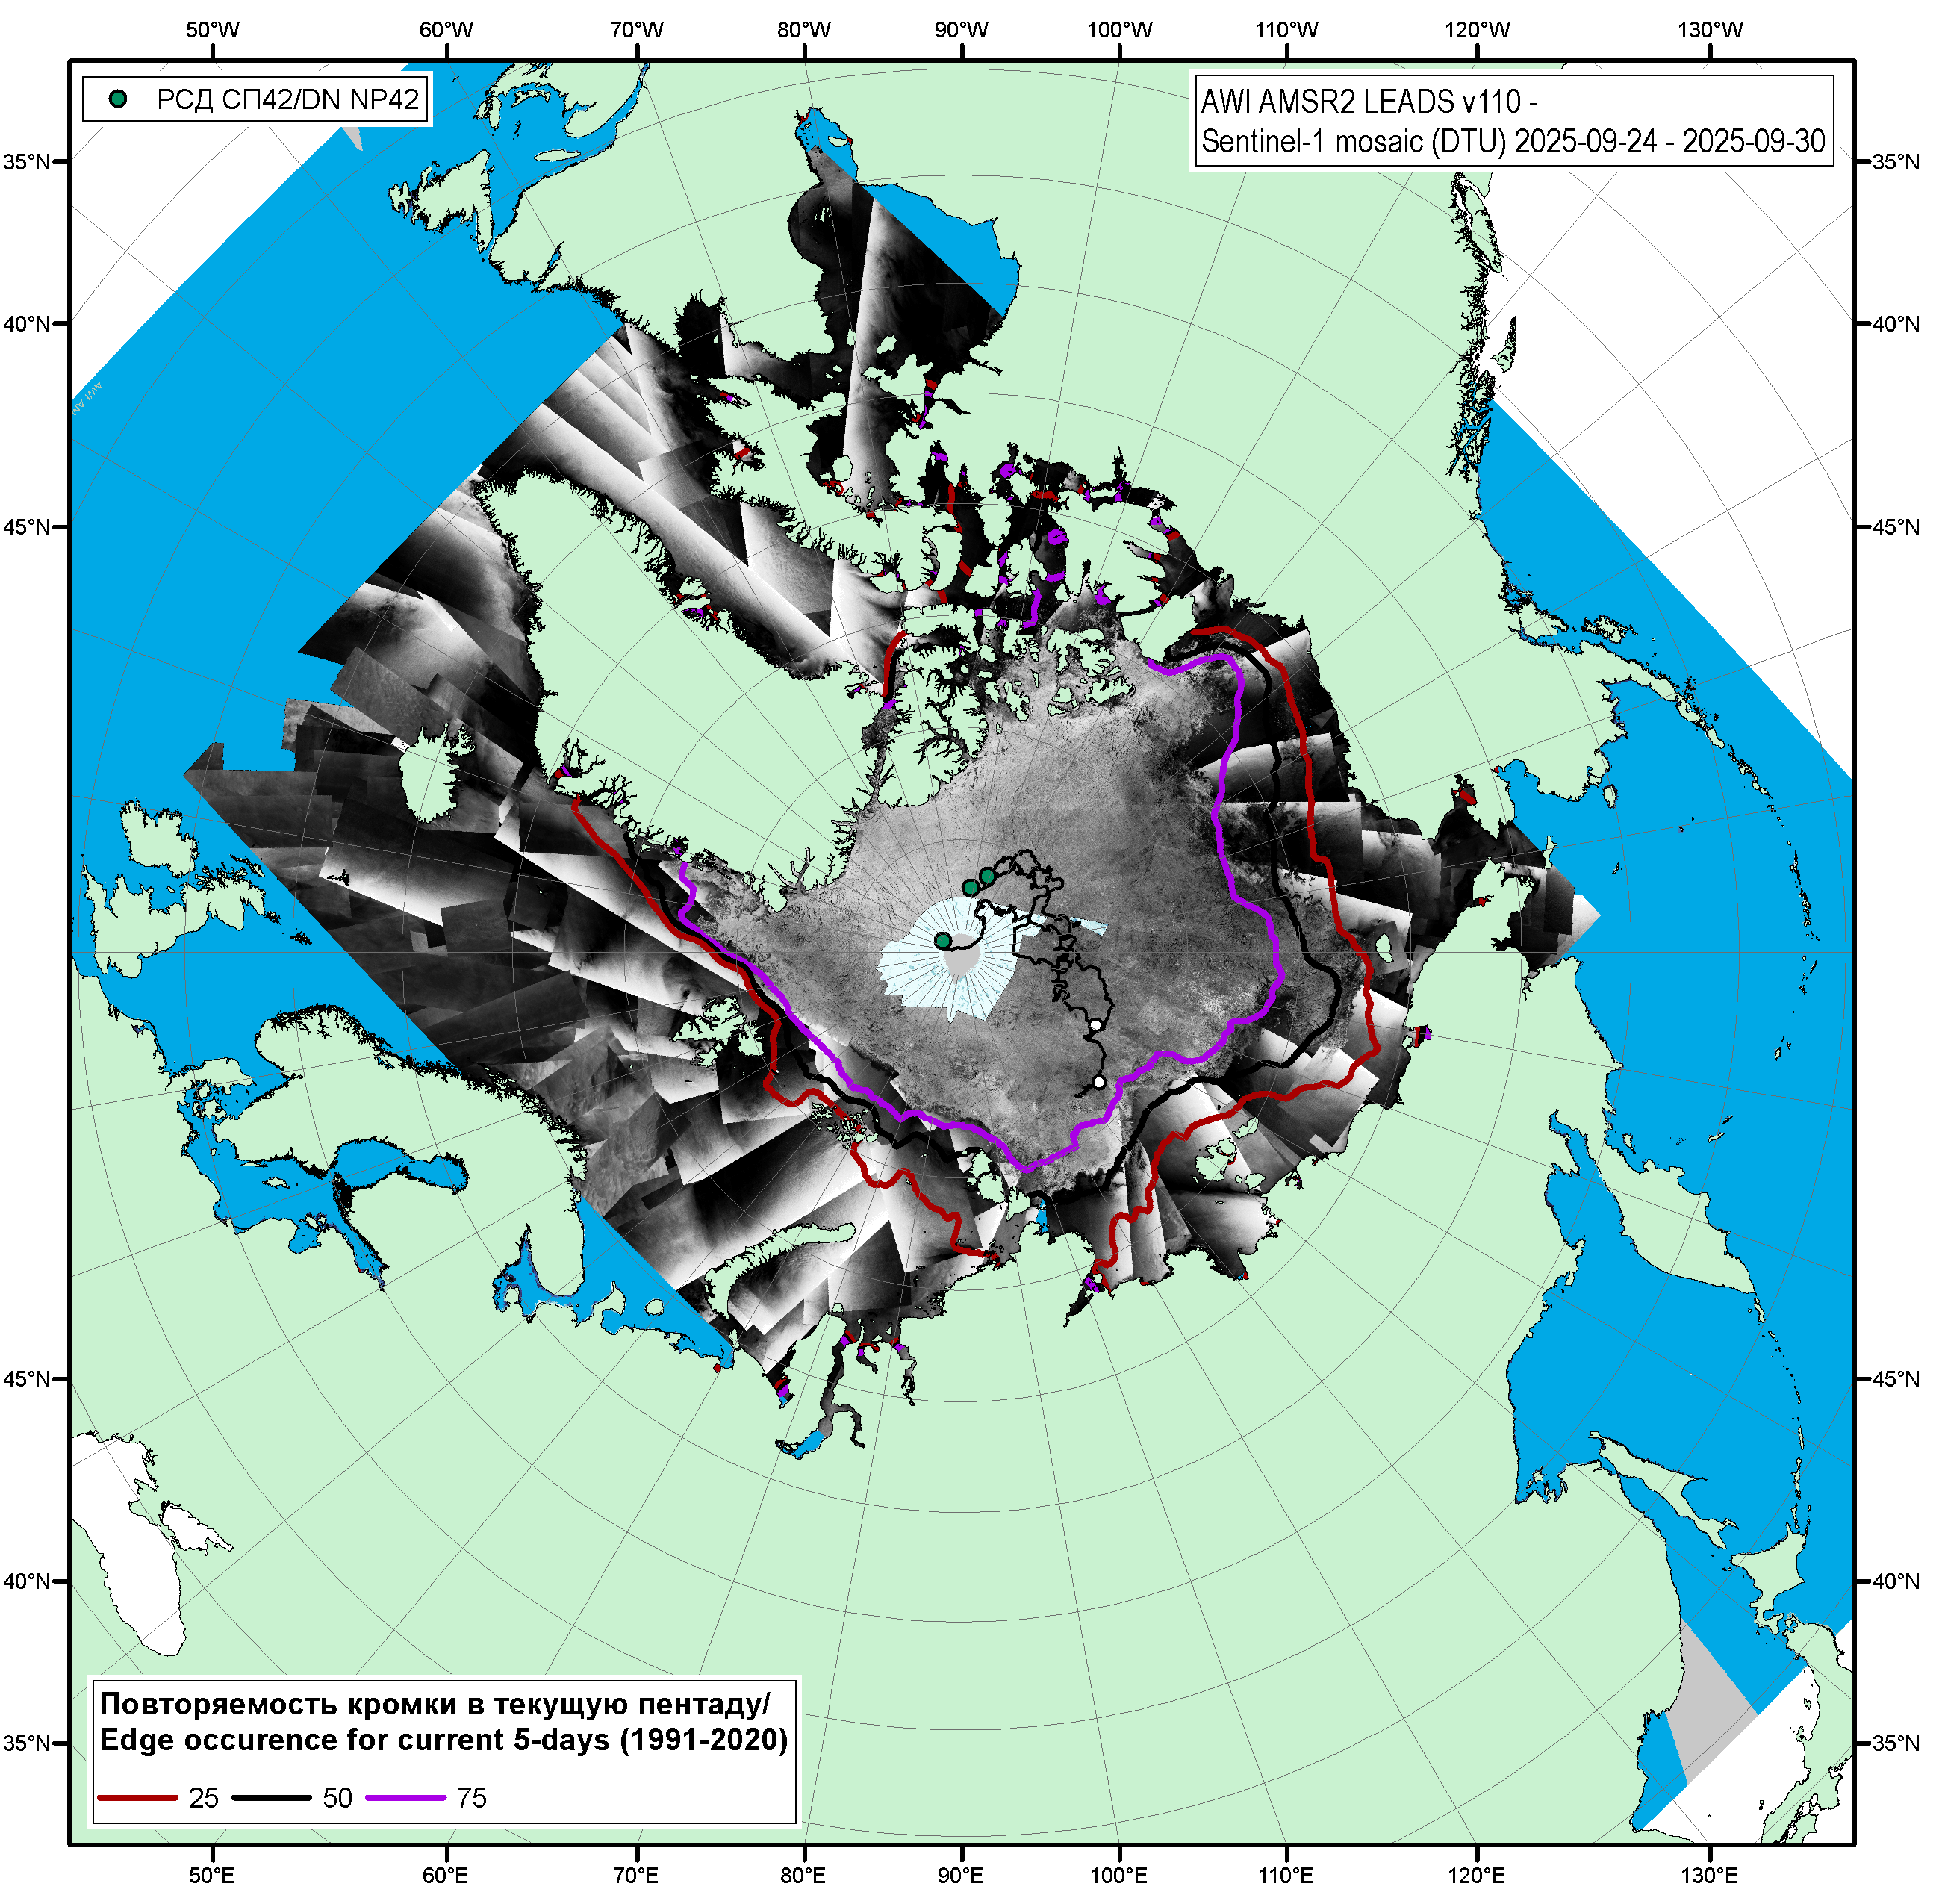 50°W 60°W 70°W 80°W 90°W 100°W 110°W 120°W 130°W
РСД СП42/DN NP42
AWI AMSR2 LEADS v110 -
Sentinel-1 mosaic (DTU) 2025-09-24 - 2025-09-30
35°N 35°N
40°N 40°N
45°N 45°N
45°N 45°N
40°N 40°N
35°N 35°N
Повторяемость кромки в текущую пентаду/
Edge occurence for current 5-days (1991-2020)
25 50 75
50°E 60°E 70°E 80°E 90°E 100°E 110°E 120°E 130°E